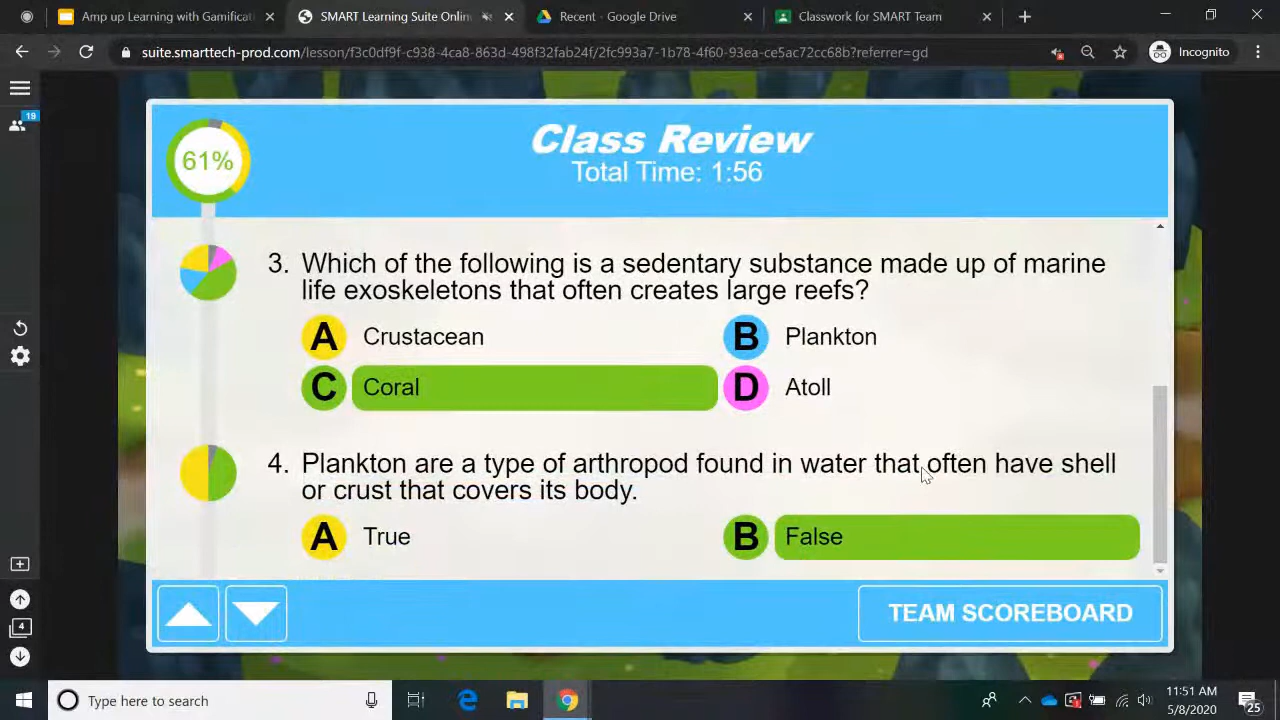 Amp up Learning with Gamificat
SMART Learning Suite Online
Recent - Google Drive
Classwork for SMART Team
suite.smarttech-prod.com/lesson/f3c0df9f-c938-4ca8-863d-498f32fab24f/2fc993a7-1b78-4f60-93ea-ce5ac72cc68b?referrer=gd
Incognito
19
61%
Class Review
Total Time: 1:56
3. Which of the following is a sedentary substance made up of marine
life exoskeletons that often creates large reefs?
A Crustacean
B Plankton
C Coral
D Atoll
4. Plankton are a type of arthropod found in water that often have shell
or crust that covers its body.
A True
B False
4
TEAM SCOREBOARD
Type here to search
11:51 AM
5/8/2020
25